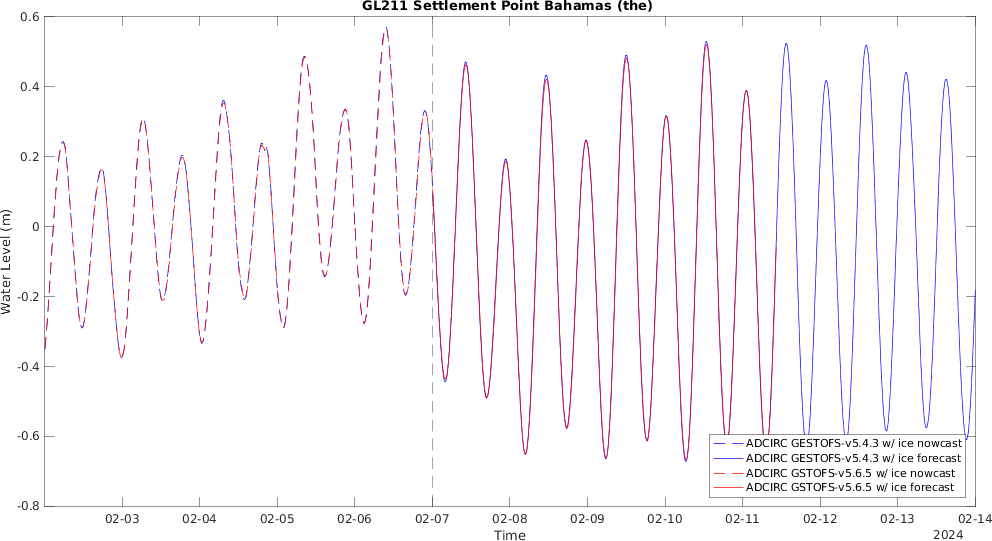 GL211 Settlement Point Bahamas (the)
0.6
0.4
0.2
0
-0.2
-0.4
-0.6
-0.8
Water Level (m)
ADCIRC GESTOFS-v5.4.3 w/ ice nowcast
ADCIRC GESTOFS-v5.4.3 w/ ice forecast
ADCIRC GSTOFS-v5.6.5 w/ ice nowcast
ADCIRC GSTOFS-v5.6.5 w/ ice forecast
02-03 02-04 02-05 02-06 02-07 02-08 02-09 02-10 02-11 02-12 02-13 02-14
Time
2024